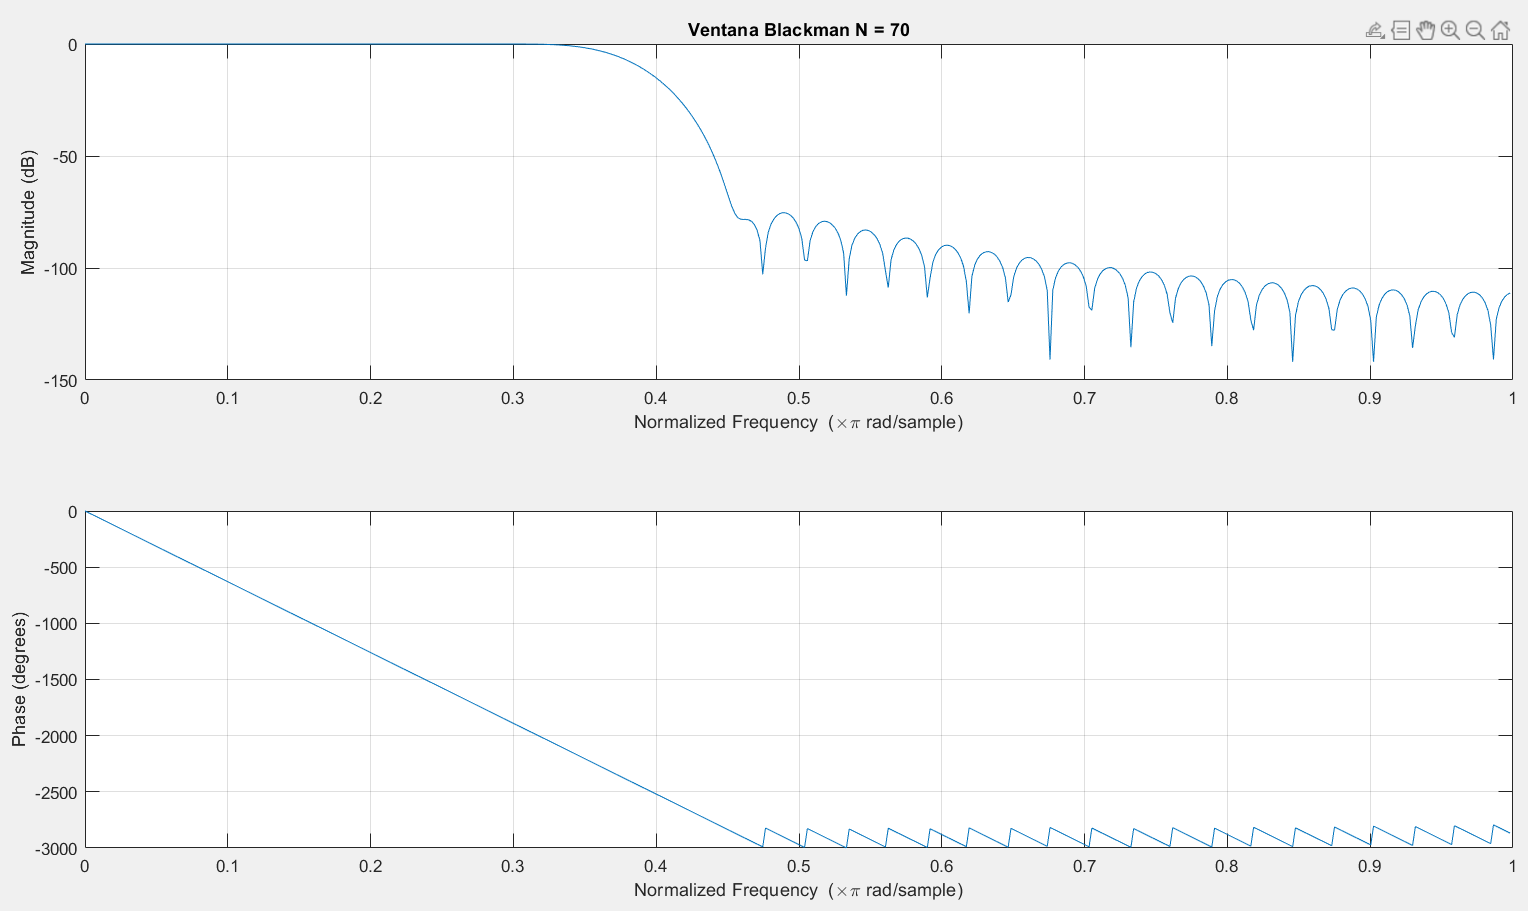 Ventana Blackman N = 70
0
-50
-100
-150
Magnitude (dB)
0 0.1 0.2 0.3 0.4 0.5 0.6 0.7 0.8 0.9 1
Normalized Frequency (×π rad/sample)
0
-500
-1000
-1500
-2000
-2500
-3000
Phase (degrees)
0 0.1 0.2 0.3 0.4 0.5 0.6 0.7 0.8 0.9 1
Normalized Frequency (×π rad/sample)